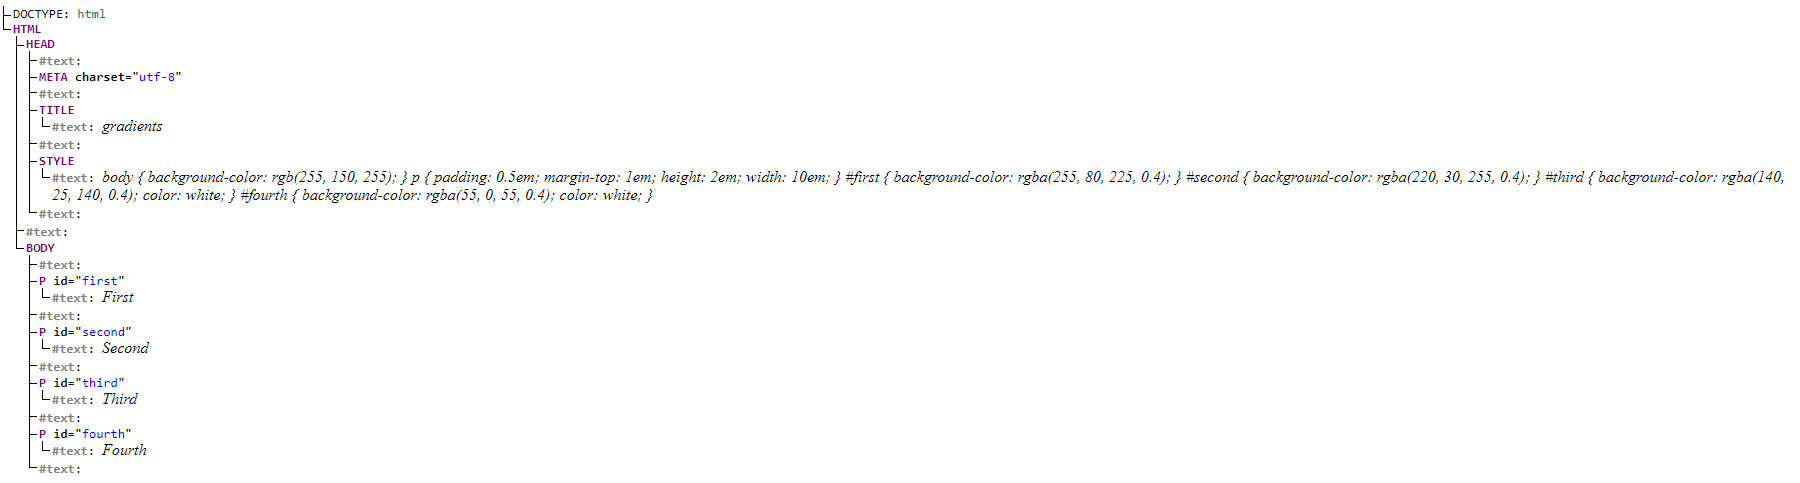 DOCTYPE: html
HTML
HEAD
#text:
META charset="utf-8"
#text:
TITLE
#text: gradients
#text:
STYLE
#text: body { background-color: rgb(255, 150, 255); } p { padding: 0.5em; margin-top: 1em; height: 2em; width: 10em; } #first { background-color: rgba(255, 80, 225, 0.4); } #second { background-color: rgba(220, 30, 255, 0.4); } #third { background-color: rgba(140,
25, 140, 0.4); color: white; } #fourth { background-color: rgba(55, 0, 55, 0.4); color: white; }
#text:
#text:
BODY
#text:
P id="first"
#text: First
#text:
P id="second"
#text: Second
#text:
P id="third"
#text: Third
#text:
P id="fourth"
#text: Fourth
#text: